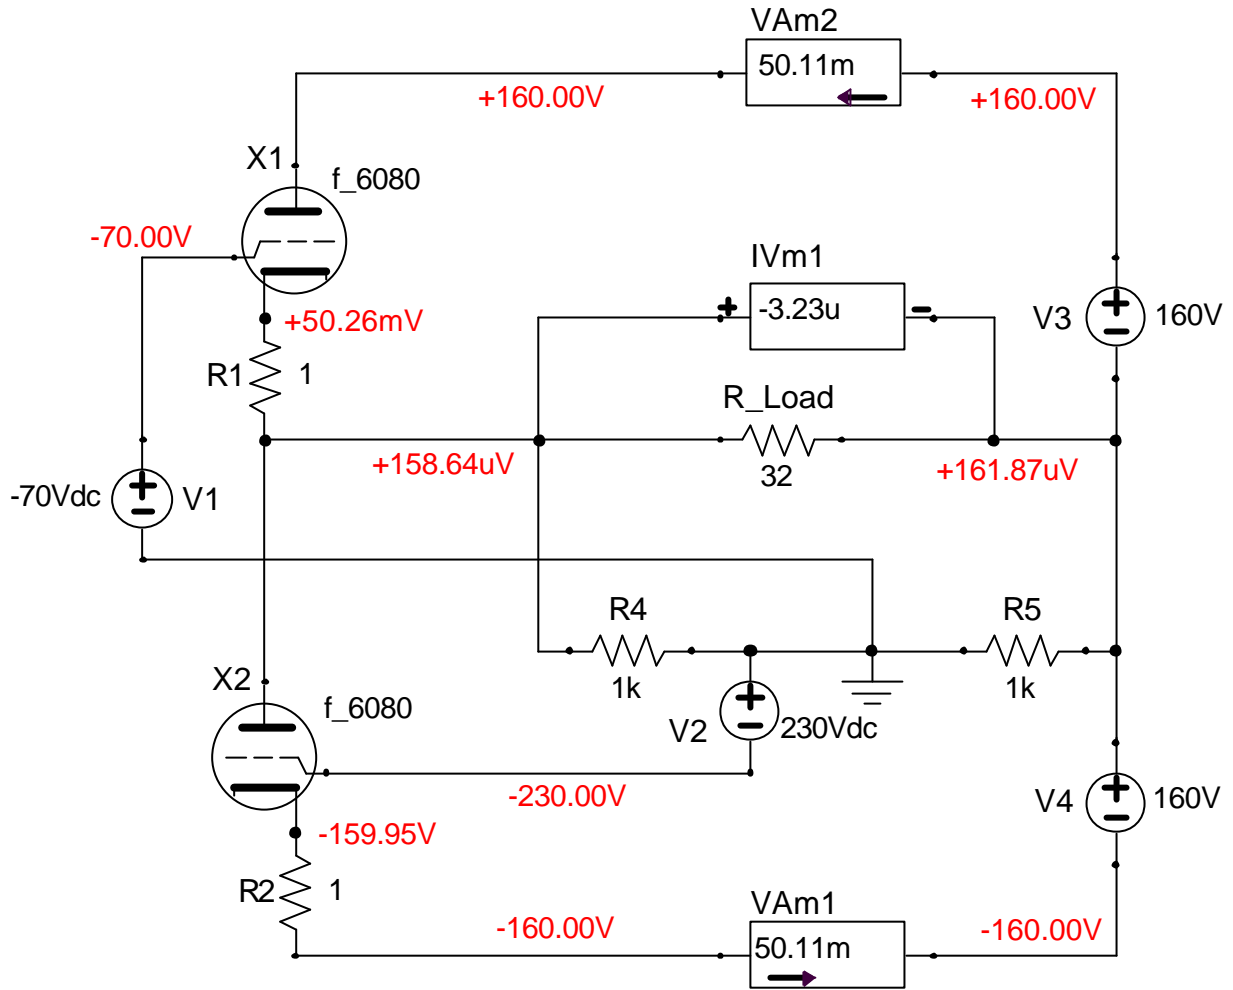 VAm2
50.11m
+160.00V
+160.00V
X1
f_6080
-70.00V
IVm1
+
-3.23u
-
+50.26mV
V3
160V
R1
1
R_Load
+158.64uV
32
+161.87uV
-70Vdc
V1
R4
R5
1k
1k
X2
f_6080
V2
230Vdc
-230.00V
V4
160V
-159.95V
R2
1
VAm1
-160.00V
50.11m
-160.00V